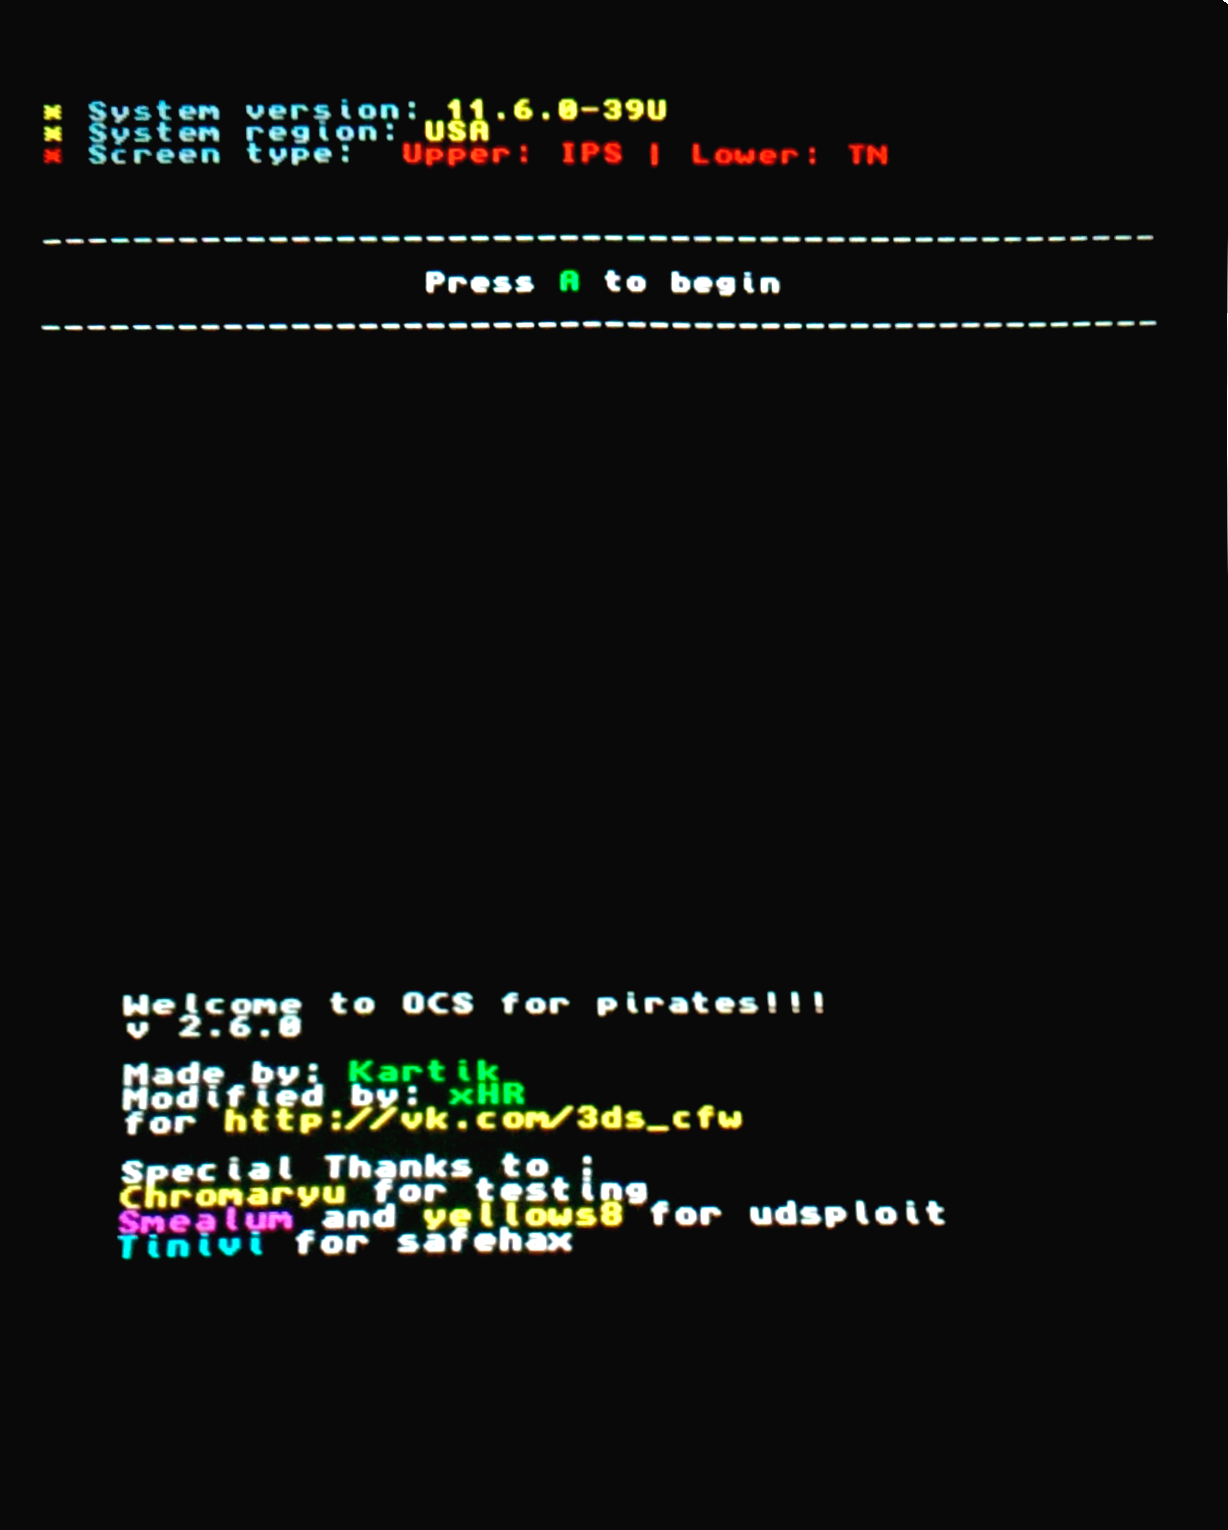 * System version: 11.6.0-39U
* System region: USA
* Screen type: Upper: IPS | Lower: TN
--------------------------------------------------
Press A to begin
--------------------------------------------------
Welcome to OCS for pirates!!!
v 2.6.0
Made by: Kartik
Modified by: xHR
for http://vk.com/3ds_cfw
Special Thanks to :
Chromaryu for testing
Smealum and yellows8 for udsploit
Tinivi for safehax